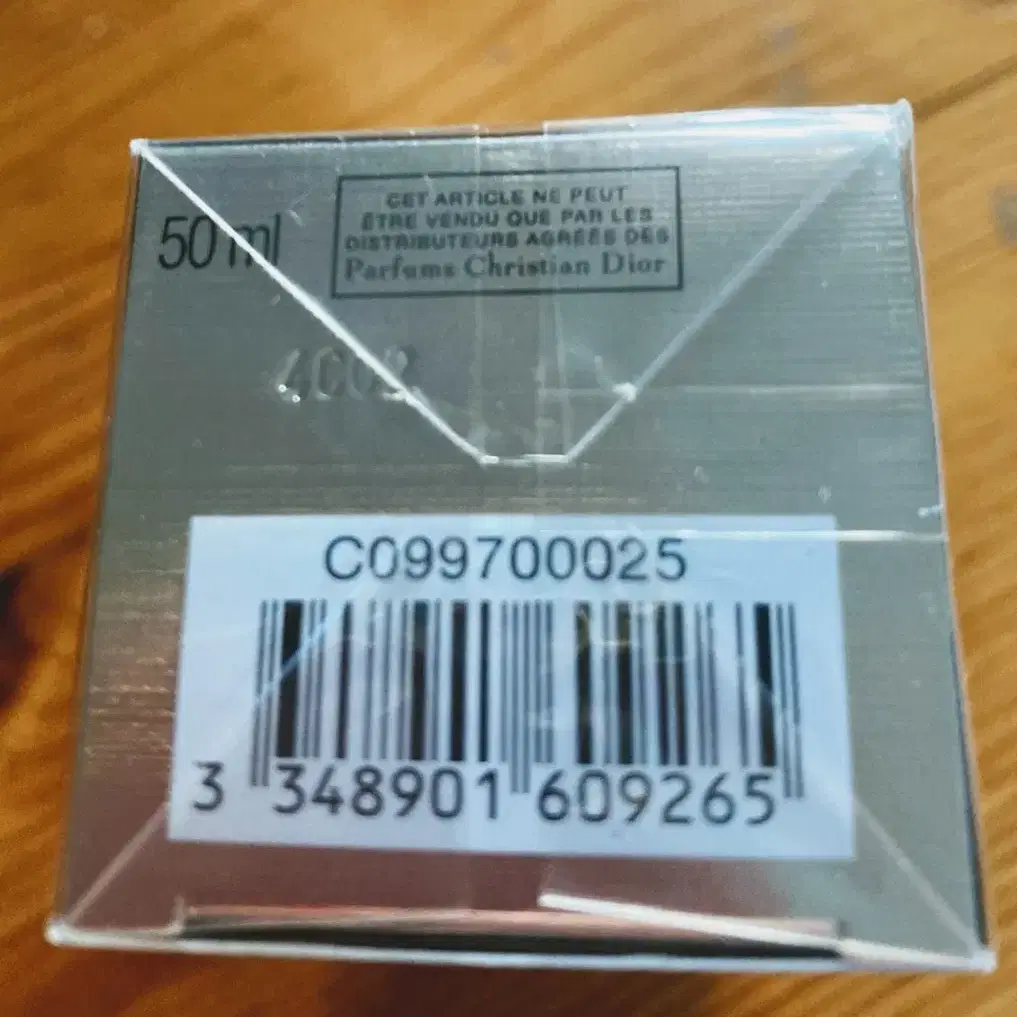 50 ml
CET ARTICLE NE PEUT
ÊTRE VENDU QUE PAR LES
DISTRIBUTEURS AGRÉÉS DES
Parfums Christian Dior
C099700025
3 348901 609265